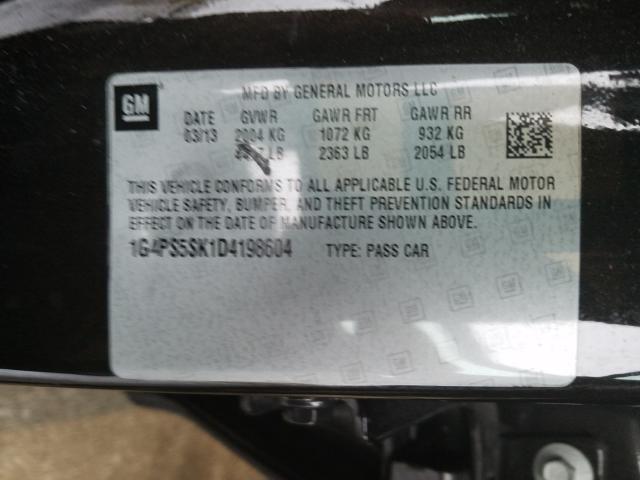 GM
MFD BY GENERAL MOTORS LLC
DATE GVWR GAWR FRT GAWR RR
03/13 2004 KG 1072 KG 932 KG
LB 2363 LB 2054 LB
THIS VEHICLE CONFORMS TO ALL APPLICABLE U.S. FEDERAL MOTOR
VEHICLE SAFETY, BUMPER, AND THEFT PREVENTION STANDARDS IN
EFFECT ON THE DATE OF MANUFACTURE SHOWN ABOVE.
1G4PS5SK1D4198604 TYPE: PASS CAR